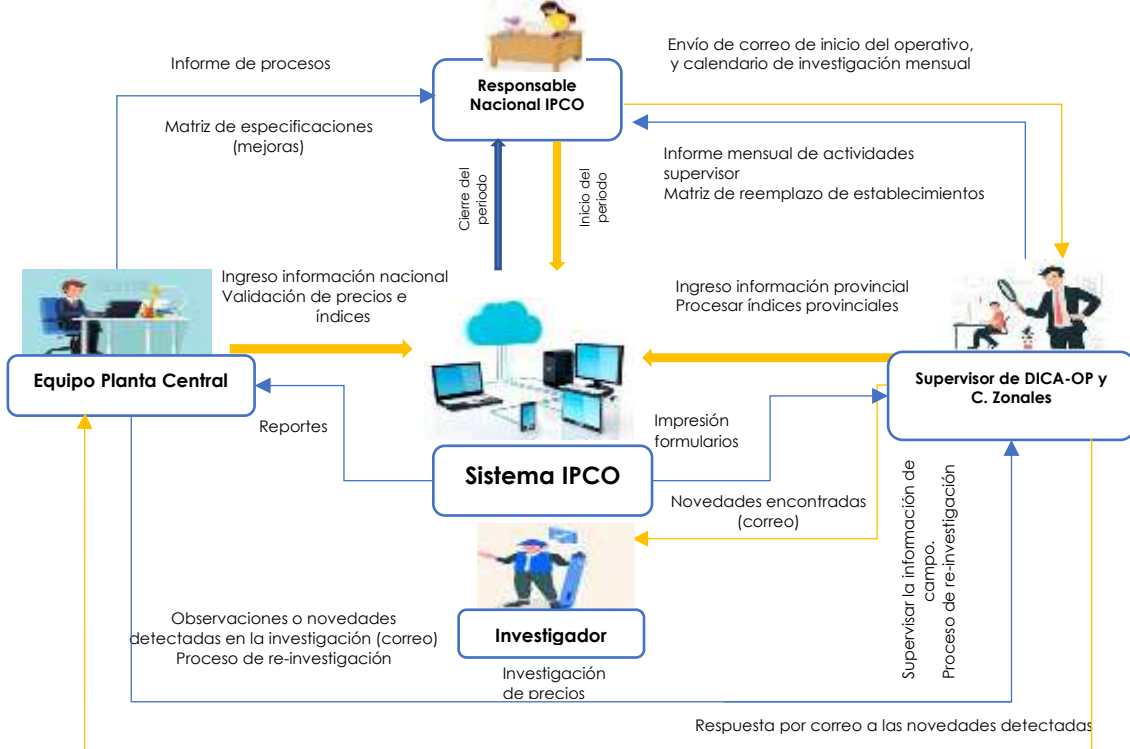 Informe de procesos
Matriz de especificaciones
(mejoras)
Responsable
Nacional IPCO
Envío de correo de inicio del operativo,
y calendario de investigación mensual
Informe mensual de actividades
supervisor
Matriz de reemplazo de establecimientos
Cierre del
periodo
Inicio del
periodo
Ingreso información nacional
Validación de precios e
índices
Ingreso información provincial
Procesar índices provinciales
Equipo Planta Central
Supervisor de DICA-OP y
C. Zonales
Reportes
Impresión
formularios
Sistema IPCO
Novedades encontradas
(correo)
Supervisar la información de
campo.
Proceso de re-investigación
Observaciones o novedades
detectadas en la investigación (correo)
Proceso de re-investigación
Investigador
Investigación
de precios
Respuesta por correo a las novedades detectadas